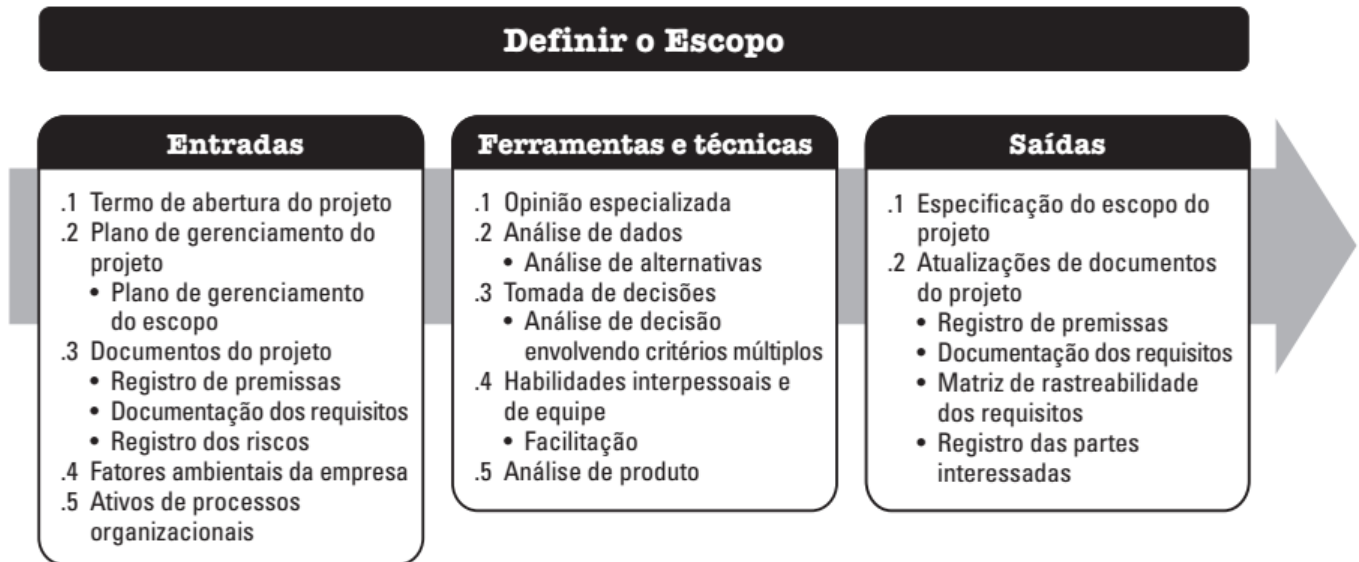 Definir o Escopo
Entradas
.1 Termo de abertura do projeto
.2 Plano de gerenciamento do
projeto
• Plano de gerenciamento
do escopo
.3 Documentos do projeto
• Registro de premissas
• Documentação dos requisitos
• Registro dos riscos
.4 Fatores ambientais da empresa
.5 Ativos de processos
organizacionais
Ferramentas e técnicas
.1 Opinião especializada
.2 Análise de dados
• Análise de alternativas
.3 Tomada de decisões
• Análise de decisão
envolvendo critérios múltiplos
.4 Habilidades interpessoais e
de equipe
• Facilitação
.5 Análise de produto
Saídas
.1 Especificação do escopo do
projeto
.2 Atualizações de documentos
do projeto
• Registro de premissas
• Documentação dos requisitos
• Matriz de rastreabilidade
dos requisitos
• Registro das partes
interessadas